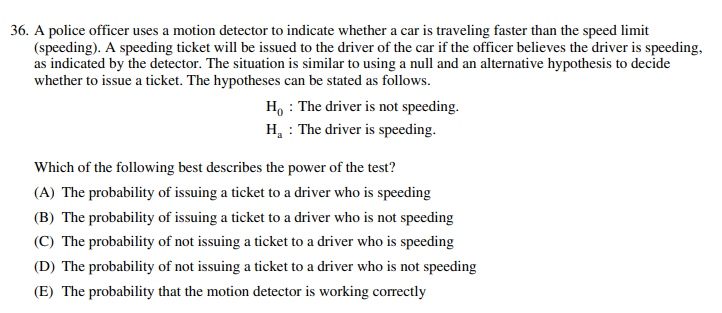 36. A police officer uses a motion detector to indicate whether a car is traveling faster than the speed limit
(speeding). A speeding ticket will be issued to the driver of the car if the officer believes the driver is speeding,
as indicated by the detector. The situation is similar to using a null and an alternative hypothesis to decide
whether to issue a ticket. The hypotheses can be stated as follows.
H₀ : The driver is not speeding.
Hₐ : The driver is speeding.
Which of the following best describes the power of the test?
(A) The probability of issuing a ticket to a driver who is speeding
(B) The probability of issuing a ticket to a driver who is not speeding
(C) The probability of not issuing a ticket to a driver who is speeding
(D) The probability of not issuing a ticket to a driver who is not speeding
(E) The probability that the motion detector is working correctly